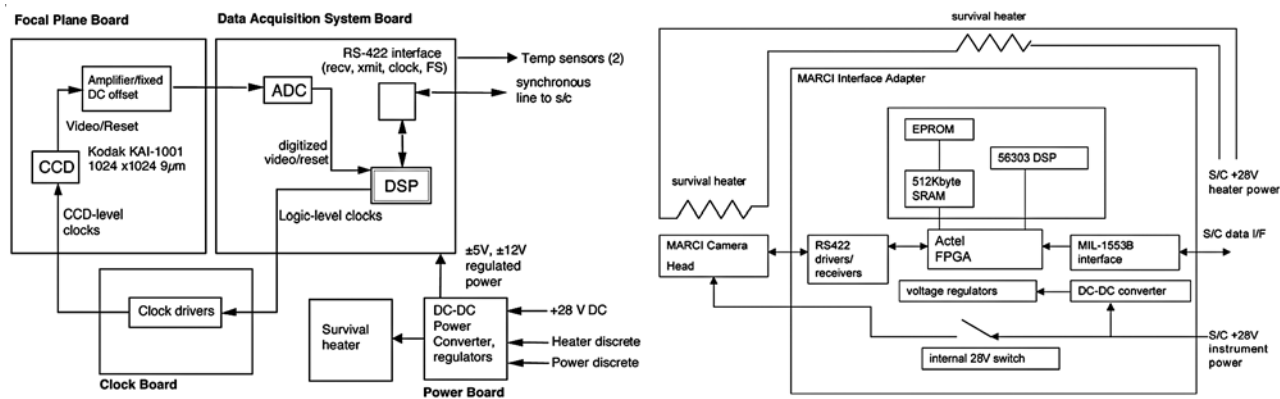 Focal Plane Board
Data Acquisition System Board
Amplifier/fixed
DC offset
Video/Reset
CCD
Kodak KAI-1001
1024 x1024 9µm
CCD-level
clocks
RS-422 interface
(recv, xmit, clock, FS)
ADC
digitized
video/reset
DSP
Logic-level clocks
Temp sensors (2)
synchronous
line to s/c
±5V, ±12V
regulated
power
Clock drivers
Clock Board
Survival
heater
DC-DC
Power
Converter,
regulators
Power Board
+28 V DC
Heater discrete
Power discrete
survival heater
MARCI Interface Adapter
EPROM
56303 DSP
512Kbyte
SRAM
survival heater
S/C +28V
heater power
MARCI Camera
Head
RS422
drivers/
receivers
Actel
FPGA
MIL-1553B
interface
S/C data I/F
voltage regulators
DC-DC converter
internal 28V switch
S/C +28V
instrument
power